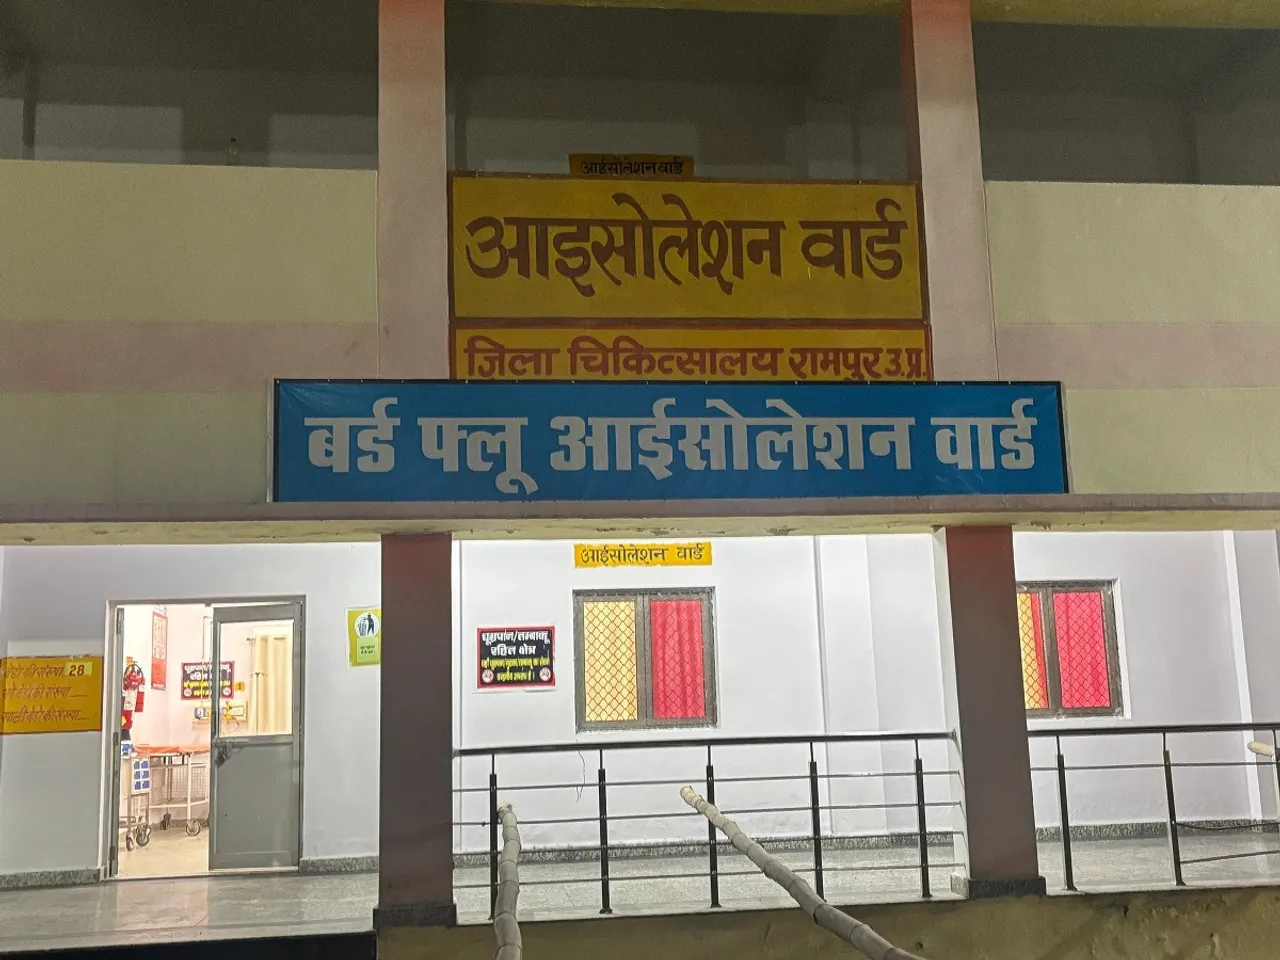 आईसोलेशन वार्ड
आइसोलेशन वार्ड
जिला चिकित्सालय रामपुर उ.प्र.
बर्ड फ्लू आईसोलेशन वार्ड
आईसोलेशन वार्ड
धूम्रपान/तम्बाकू
रहित क्षेत्र
की संख्या 28